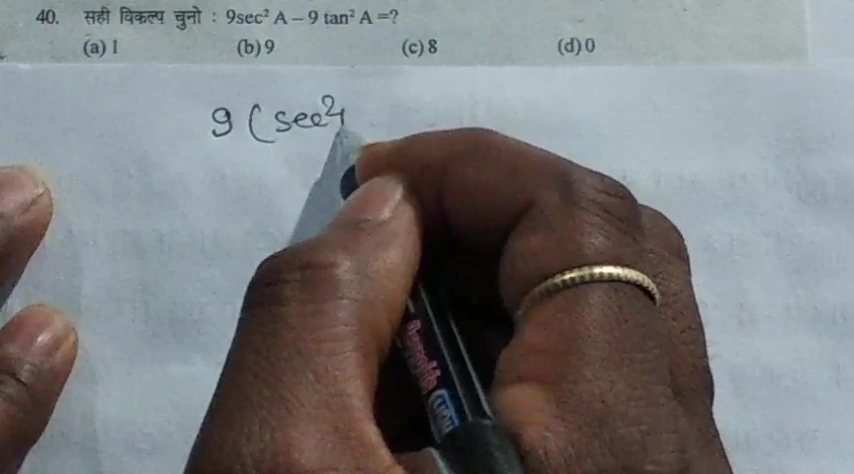 40. सही विकल्प चुनो : 9sec² A – 9 tan² A =?
(a) 1 (b) 9 (c) 8 (d) 0
9 ( sec²